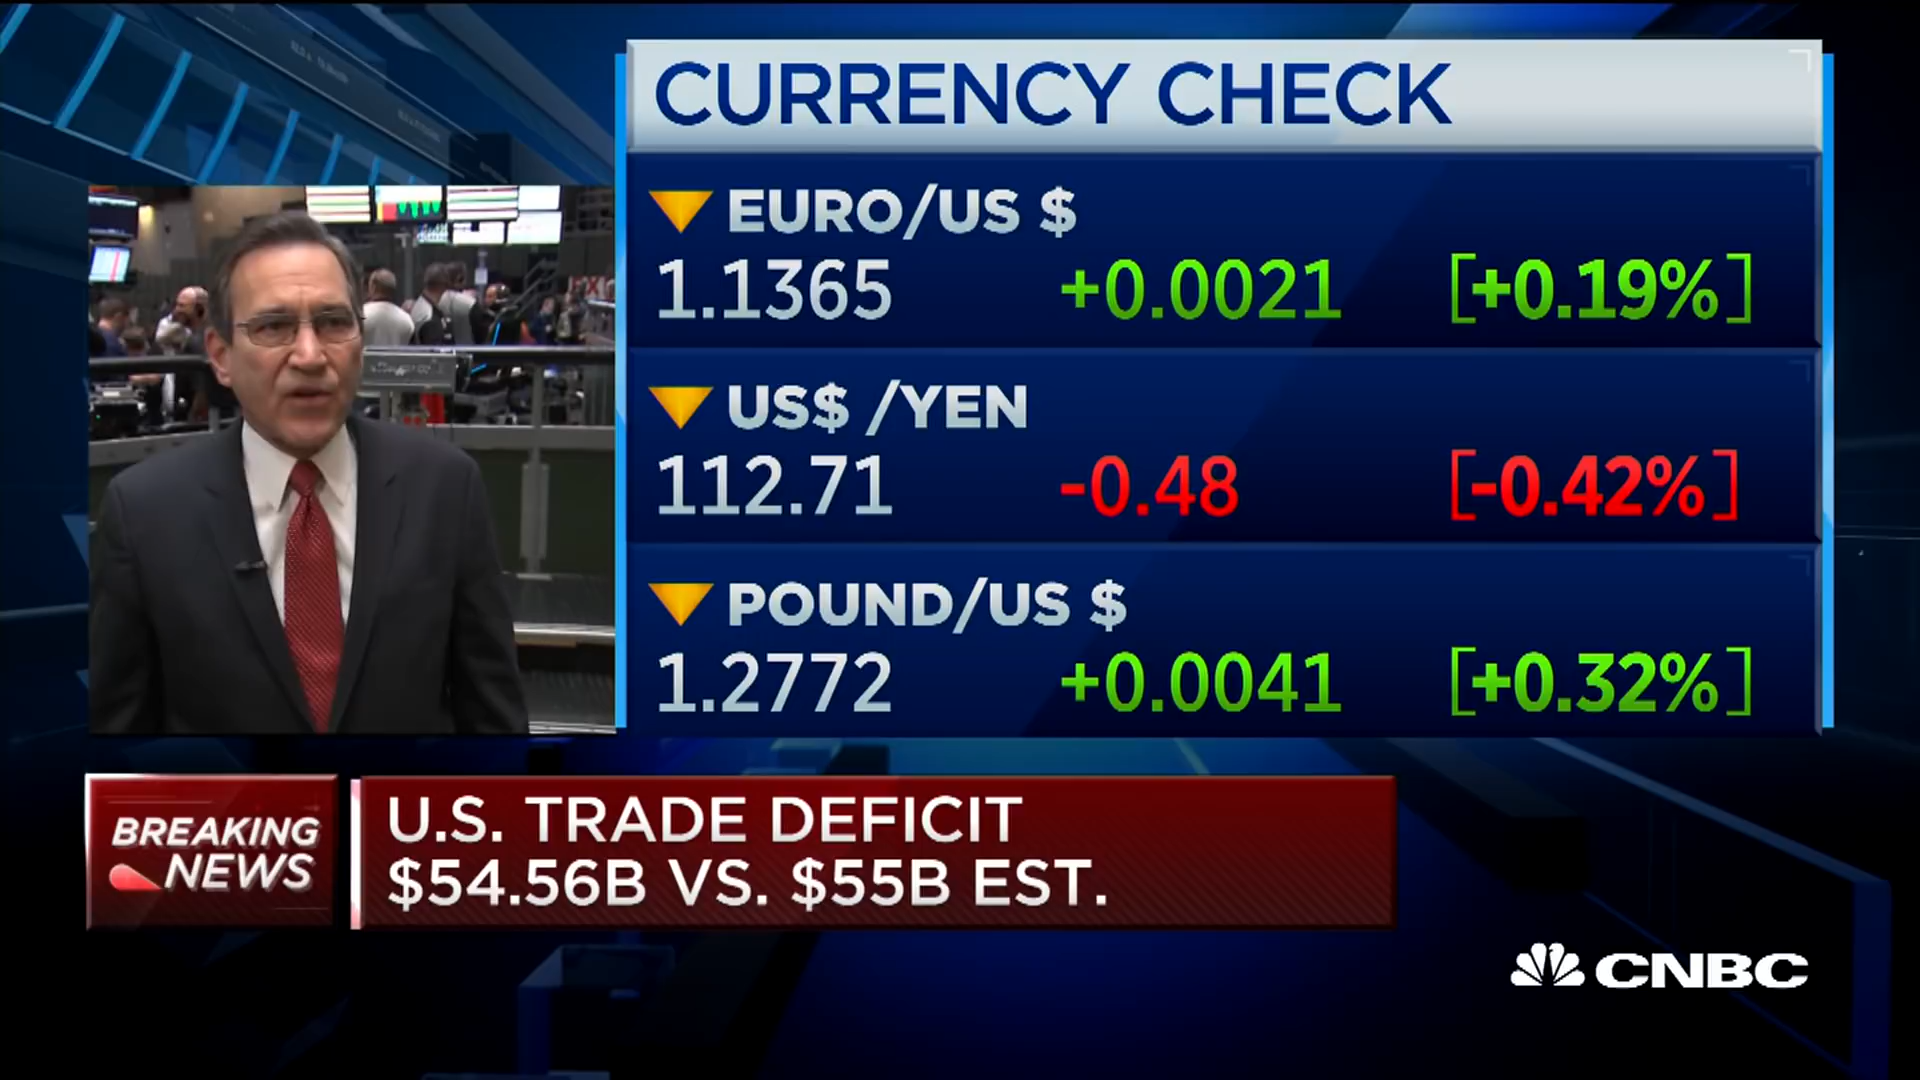 CURRENCY CHECK
EURO/US $
1.1365 +0.0021 [+0.19%]
US$ /YEN
112.71 -0.48 [-0.42%]
POUND/US $
1.2772 +0.0041 [+0.32%]
BREAKING
NEWS
U.S. TRADE DEFICIT
$54.56B VS. $55B EST.
CNBC